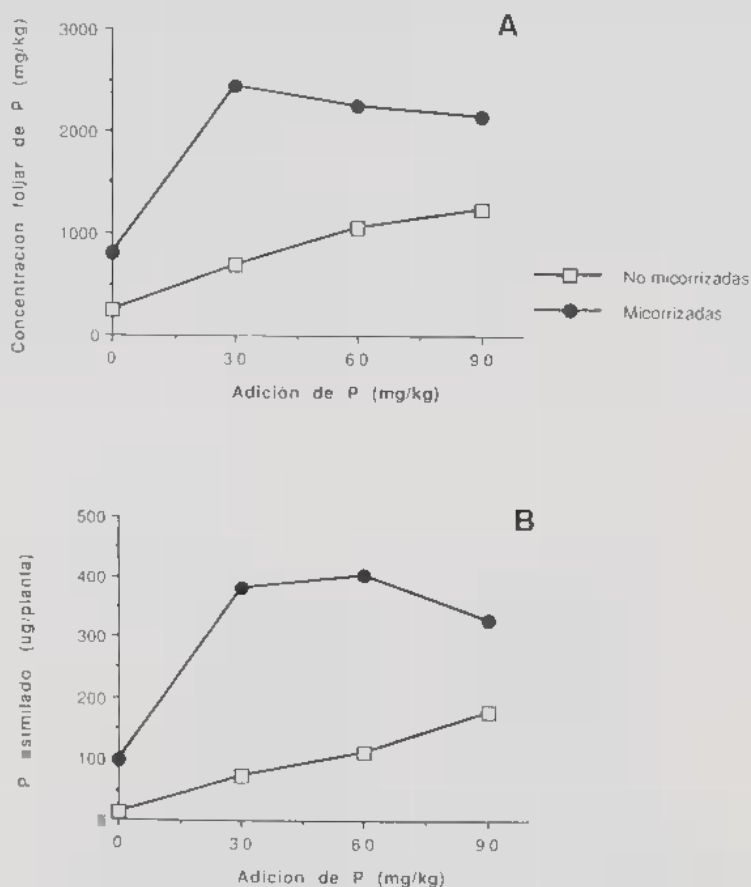 A
Concentracion foliar de P (mg/kg)
3000
2000
1000
0
0
30
60
90
Adición de P (mg/kg)
No micorrizadas
Micorrizadas
B
P asimilado (ug/planta)
500
400
300
200
100
0
30
60
90
Adicion de P (mg/kg)